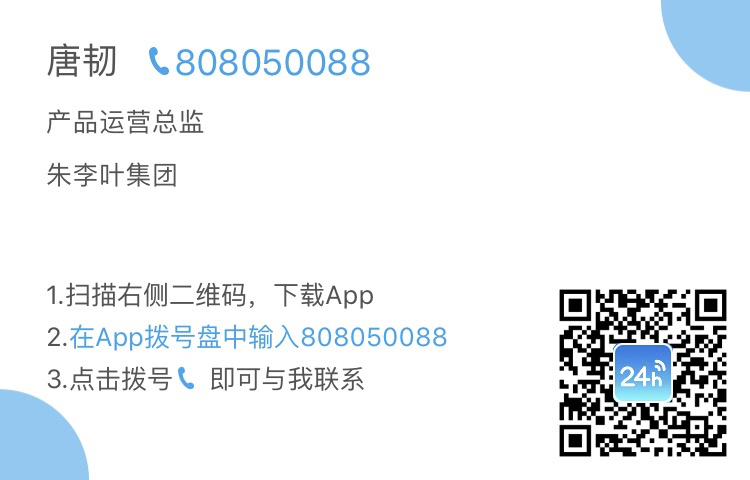 唐韧 808050088
产品运营总监
朱李叶集团
1.扫描右侧二维码，下载App
2.在App拨号盘中输入808050088
3.点击拨号 即可与我联系
24h